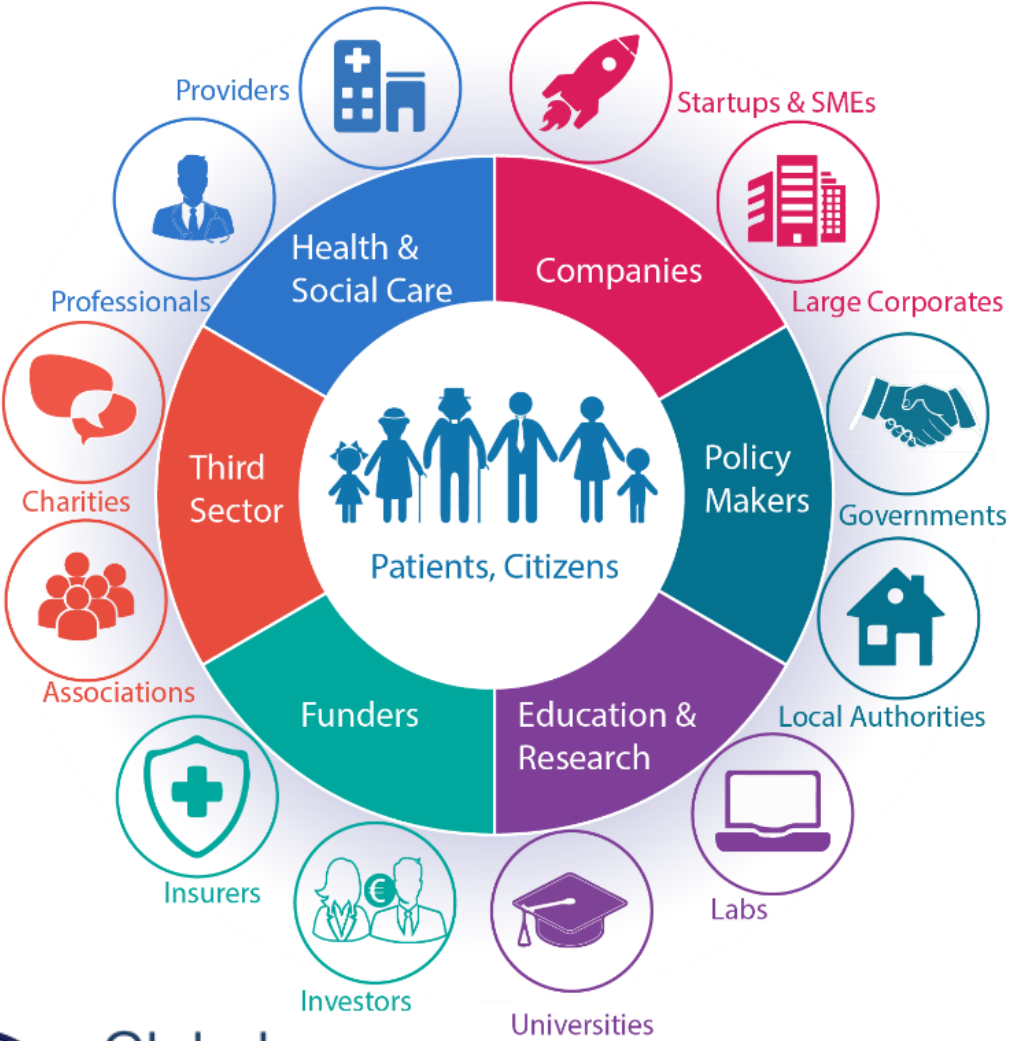 Providers
Startups & SMEs
Professionals
Large Corporates
Health &
Social Care
Companies
Charities
Third
Sector
Policy
Makers
Governments
Patients, Citizens
Associations
Local Authorities
Funders
Education &
Research
Insurers
Labs
Investors
Universities
€